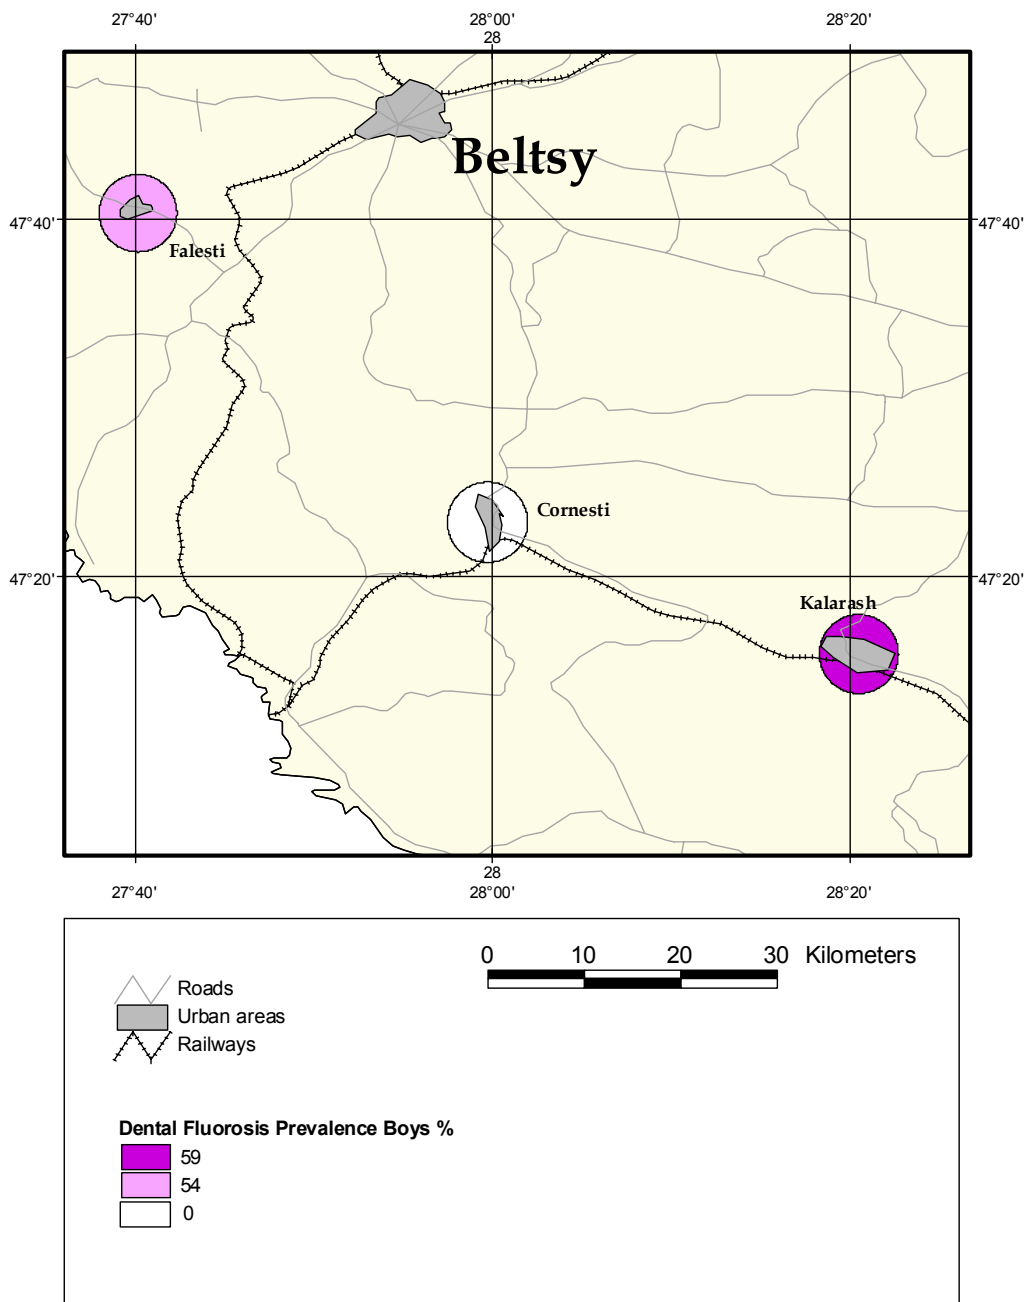 27°40' 28°00' 28°20'
28
Beltsy
47°40' 47°40'
Falesti
Cornesti
47°20' 47°20'
Kalarash
28
27°40' 28°00' 28°20'
0 10 20 30 Kilometers
Roads
Urban areas
Railways
Dental Fluorosis Prevalence Boys %
59
54
0